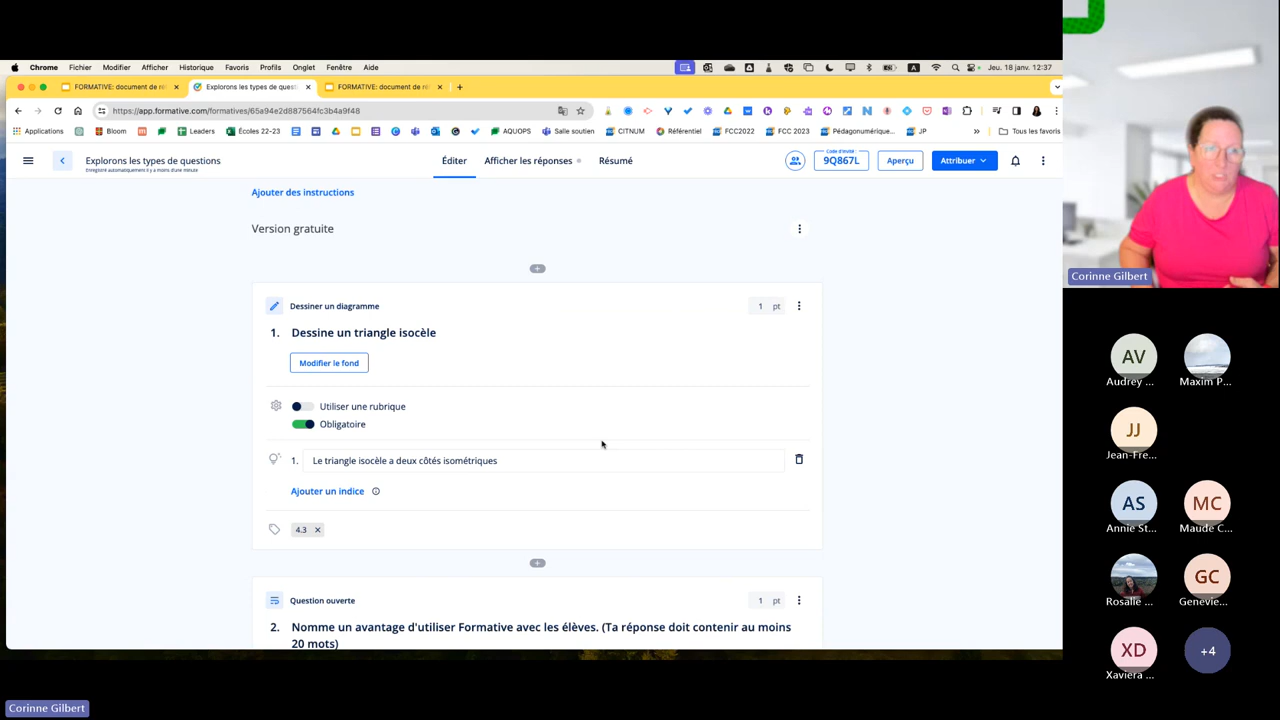 Chrome Fichier Modifier Afficher Historique Favoris Profils Onglet Fenêtre Aide Jeu. 18 janv. 12:37
FORMATIVE: document de ré Explorons les types de questi FORMATIVE: document de ré
https://app.formative.com/formatives/65a94e2d887564fc3b4a9f48
Applications Bloom Leaders Écoles 22-23 AQUOPS Salle soutien CITNUM Référentiel FCC2022 FCC 2023 Pédagonumérique... JP Tous les favoris
Explorons les types de questions
Enregistré automatiquement il y a moins d'une minute
Éditer Afficher les réponses Résumé
Code d'invité
9Q867L
Aperçu Attribuer
Ajouter des instructions
Version gratuite
Dessiner un diagramme 1 pt
1. Dessine un triangle isocèle
Modifier le fond
Utiliser une rubrique
Obligatoire
1. Le triangle isocèle a deux côtés isométriques
Ajouter un indice
4.3
Question ouverte 1 pt
2. Nomme un avantage d'utiliser Formative avec les élèves. (Ta réponse doit contenir au moins
20 mots)
Corinne Gilbert
AV
Audrey ... Maxim P...
JJ
Jean-Fre...
AS MC
Annie St... Maude C...
GC
Rosalie ... Genevie...
XD +4
Xaviera ...
Corinne Gilbert